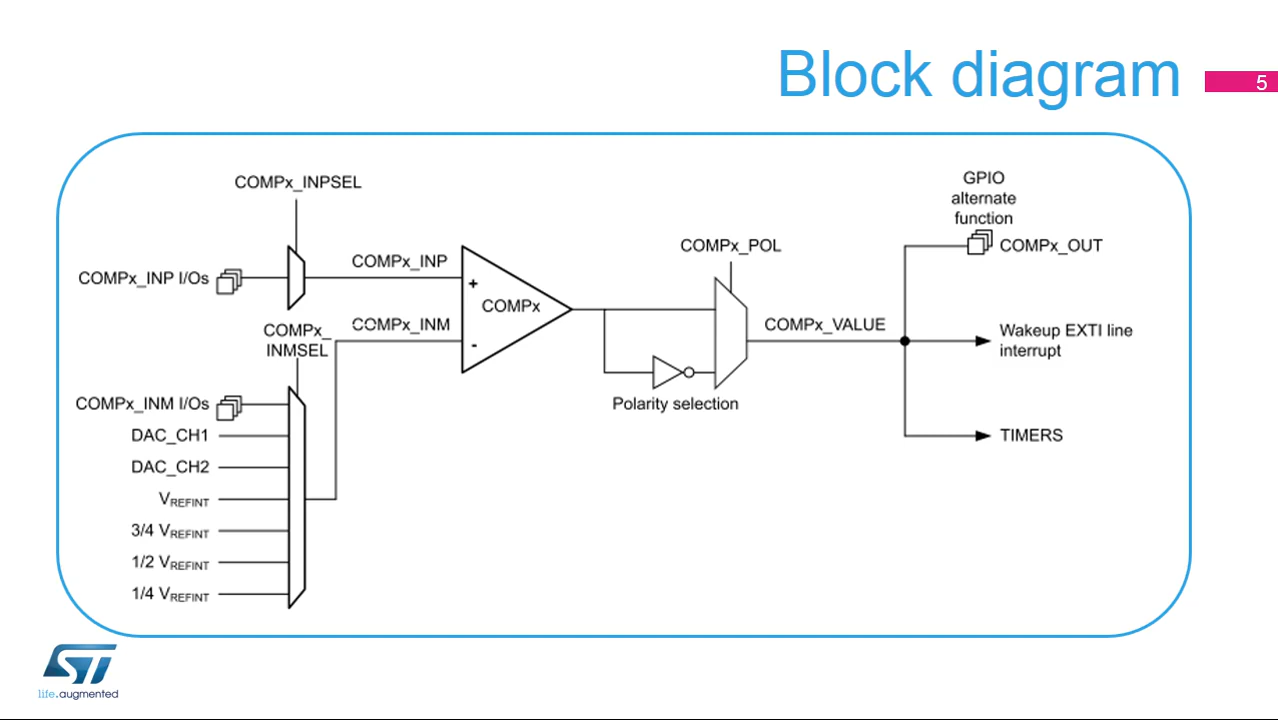 Block diagram
5
COMPx_INPSEL
COMPx_INP I/Os
COMPx_INP
COMPx_
INMSEL
COMPx_INM
+
COMPx
-
COMPx_INM I/Os
DAC_CH1
DAC_CH2
VREFINT
3/4 VREFINT
1/2 VREFINT
1/4 VREFINT
COMPx_POL
Polarity selection
COMPx_VALUE
GPIO
alternate
function
COMPx_OUT
Wakeup EXTI line
interrupt
TIMERS
ST
life.augmented